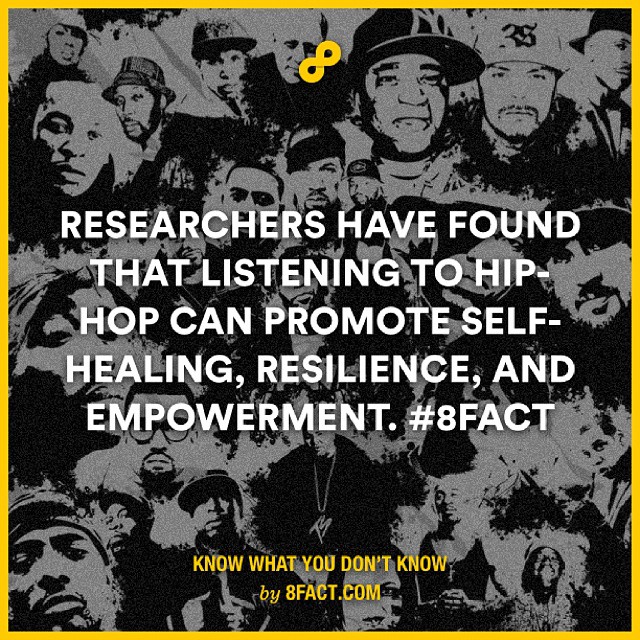 RESEARCHERS HAVE FOUND
THAT LISTENING TO HIP-
HOP CAN PROMOTE SELF-
HEALING, RESILIENCE, AND
EMPOWERMENT. #8FACT
KNOW WHAT YOU DON'T KNOW
by 8FACT.COM